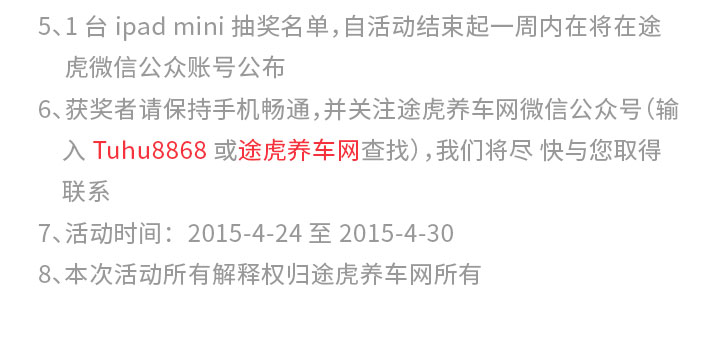 5、1 台 ipad mini 抽奖名单，自活动结束起一周内在将在途
虎微信公众账号公布
6、获奖者请保持手机畅通，并关注途虎养车网微信公众号（输
入 Tuhu8868 或途虎养车网查找），我们将尽 快与您取得
联系
7、活动时间：2015-4-24 至 2015-4-30
8、本次活动所有解释权归途虎养车网所有